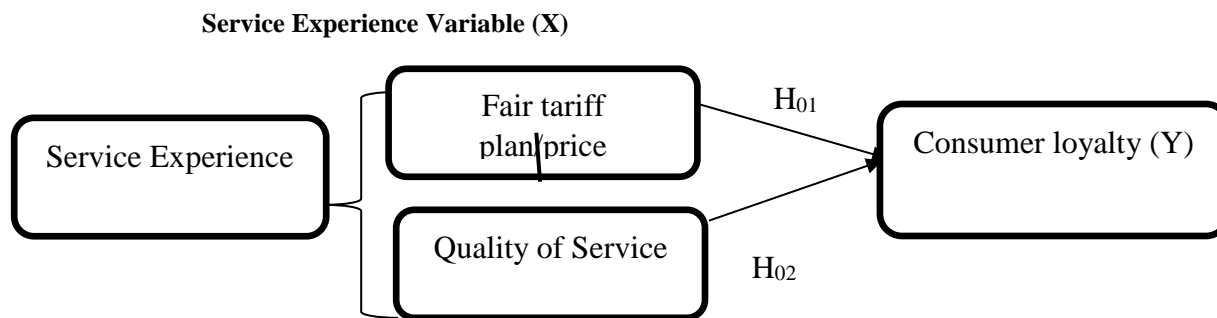 Service Experience Variable (X)
Service Experience
Fair tariff
plan/price
H01
Consumer loyalty (Y)
Quality of Service
H02